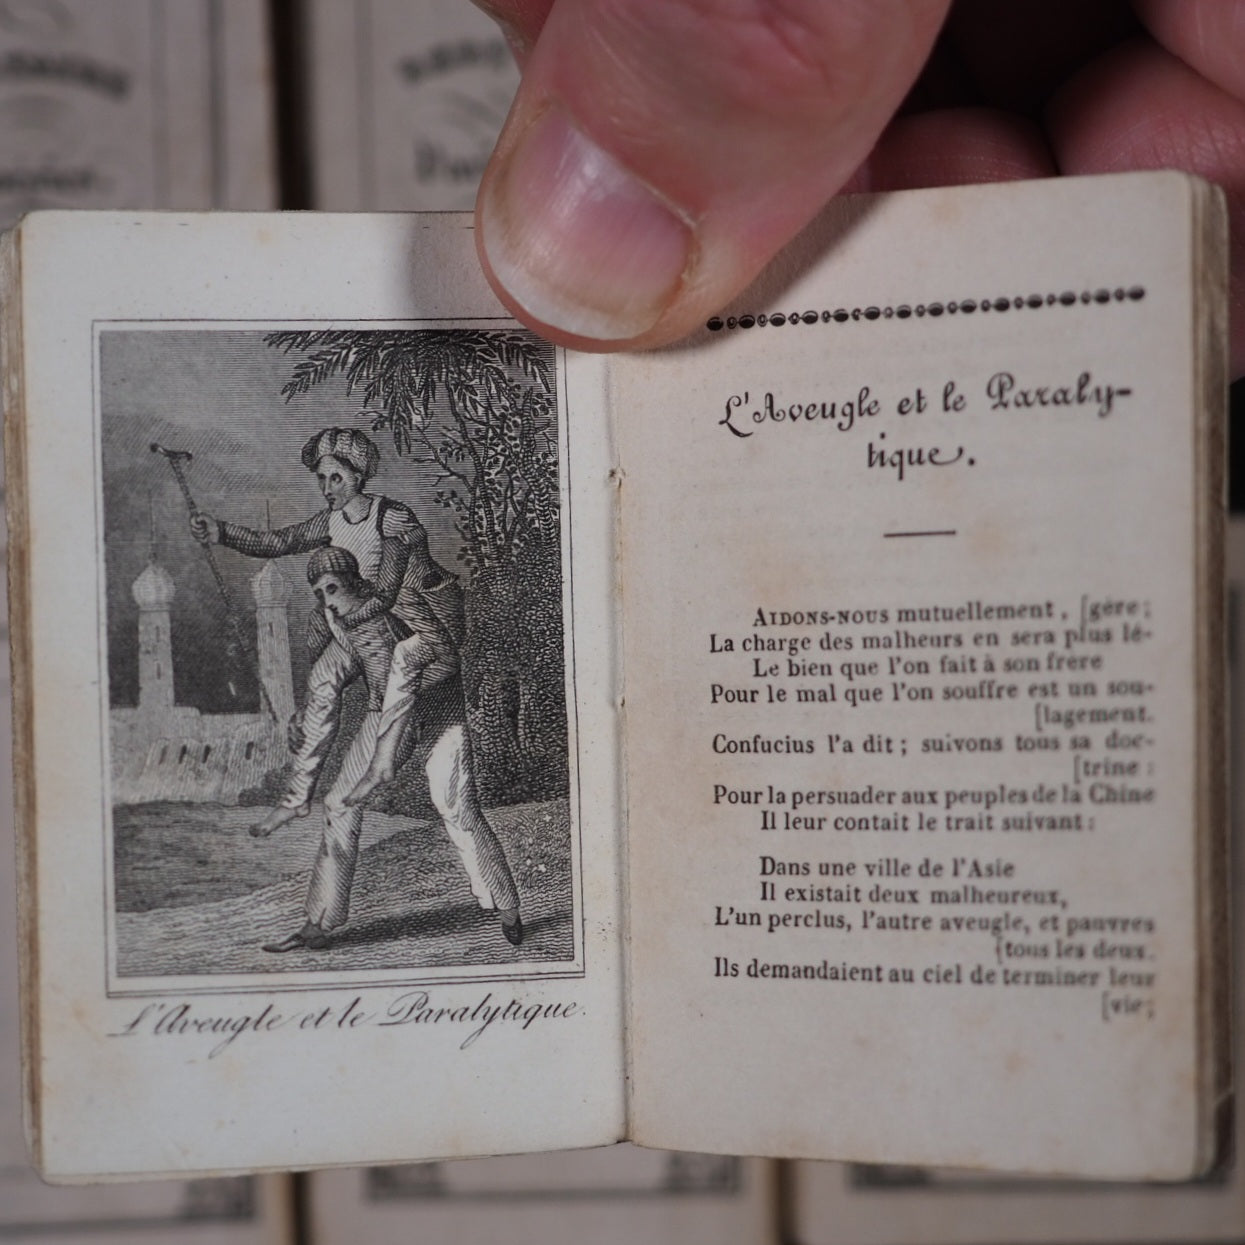 L'Aveugle et le Paralytique.
L'Aveugle et le Paraly-
tique.
AIDONS-NOUS mutuellement, [gère;
La charge des malheurs en sera plus lé-
Le bien que l'on fait à son frère
Pour le mal que l'on souffre est un sou-
[lagement.
Confucius l'a dit; suivons tous sa doc-
[trine:
Pour la persuader aux peuples de la Chine
Il leur contait le trait suivant:
Dans une ville de l'Asie
Il existait deux malheureux,
L'un perclus, l'autre aveugle, et pauvres
[tous les deux.
Ils demandaient au ciel de terminer leur
[vie;